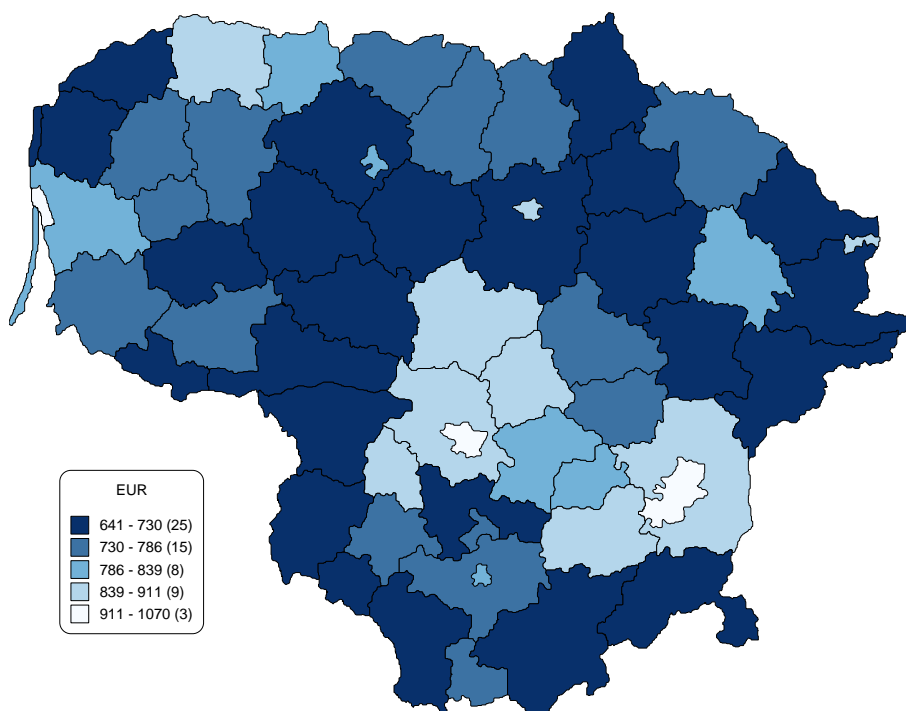 EUR
641 - 730 (25)
730 - 786 (15)
786 - 839 (8)
839 - 911 (9)
911 - 1070 (3)